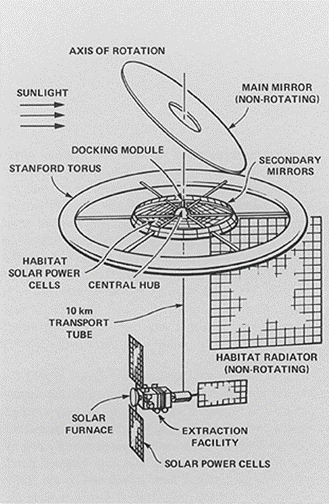 AXIS OF ROTATION
SUNLIGHT
MAIN MIRROR
(NON-ROTATING)
DOCKING MODULE
STANFORD TORUS
SECONDARY
MIRRORS
HABITAT
SOLAR POWER
CELLS
CENTRAL HUB
10 km
TRANSPORT
TUBE
HABITAT RADIATOR
(NON-ROTATING)
SOLAR
FURNACE
EXTRACTION
FACILITY
SOLAR POWER CELLS